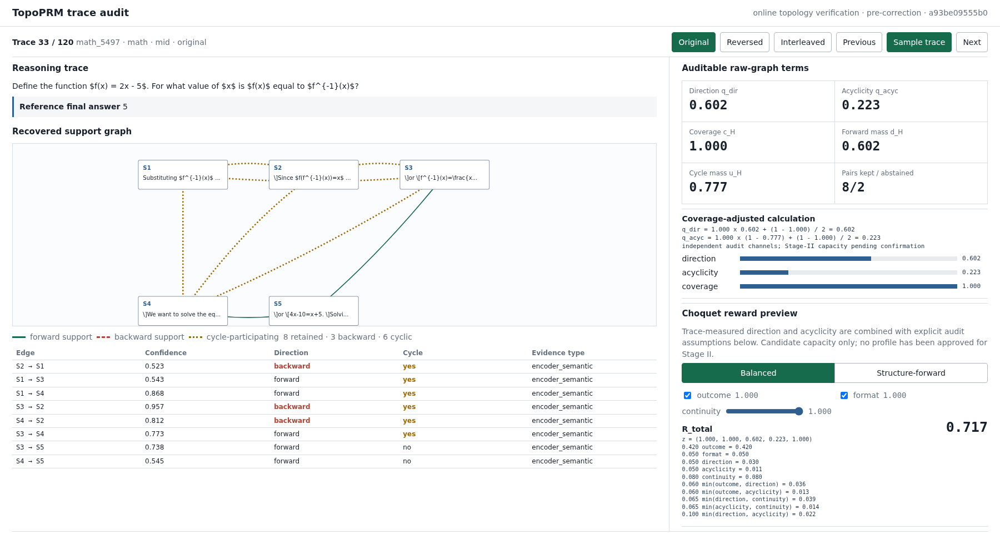 TopoPRM trace audit
online topology verification · pre-correction · a93be09555b0
Trace 33 / 120 math_5497 · math · mid · original
Original
Reversed
Interleaved
Previous
Sample trace
Next
Reasoning trace
Define the function $f(x) = 2x - 5$. For what value of $x$ is $f(x)$ equal to $f^{-1}(x)$?
Reference final answer 5
Recovered support graph
S1
Substituting $f^{-1}(x)$ ...
S2
\]Since $f(f^{-1}(x))=x$ ...
S3
\]or \[f^{-1}(x)=\frac{x...
S4
\]We want to solve the eq...
S5
\]or \[4x-10=x+5. \]Solvi...
forward support
backward support
cycle-participating
8 retained · 3 backward · 6 cyclic
Edge Confidence Direction Cycle Evidence type
S2 → S1 0.523 backward yes encoder_semantic
S1 → S3 0.543 forward yes encoder_semantic
S1 → S4 0.868 forward yes encoder_semantic
S3 → S2 0.957 backward yes encoder_semantic
S4 → S2 0.812 backward yes encoder_semantic
S3 → S4 0.773 forward yes encoder_semantic
S3 → S5 0.738 forward no encoder_semantic
S4 → S5 0.545 forward no encoder_semantic
Auditable raw-graph terms
Direction q_dir
0.602
Acyclicity q_acyc
0.223
Coverage c_H
1.000
Forward mass d_H
0.602
Cycle mass u_H
0.777
Pairs kept / abstained
8/2
Coverage-adjusted calculation
q_dir = 1.000 x 0.602 + (1 - 1.000) / 2 = 0.602
q_acyc = 1.000 x (1 - 0.777) + (1 - 1.000) / 2 = 0.223
independent audit channels; Stage-II capacity pending confirmation
direction 0.602
acyclicity 0.223
coverage 1.000
Choquet reward preview
Trace-measured direction and acyclicity are combined with explicit audit
assumptions below. Candidate capacity only; no profile has been approved for
Stage II.
Balanced
Structure-forward
outcome 1.000
format 1.000
continuity 1.000
R_total 0.717
z = (1.000, 1.000, 0.602, 0.223, 1.000)
0.420 outcome = 0.420
0.050 format = 0.050
0.050 direction = 0.030
0.050 acyclicity = 0.011
0.080 continuity = 0.080
0.060 min(outcome, direction) = 0.036
0.060 min(outcome, acyclicity) = 0.013
0.065 min(direction, continuity) = 0.039
0.065 min(acyclicity, continuity) = 0.014
0.100 min(direction, acyclicity) = 0.022